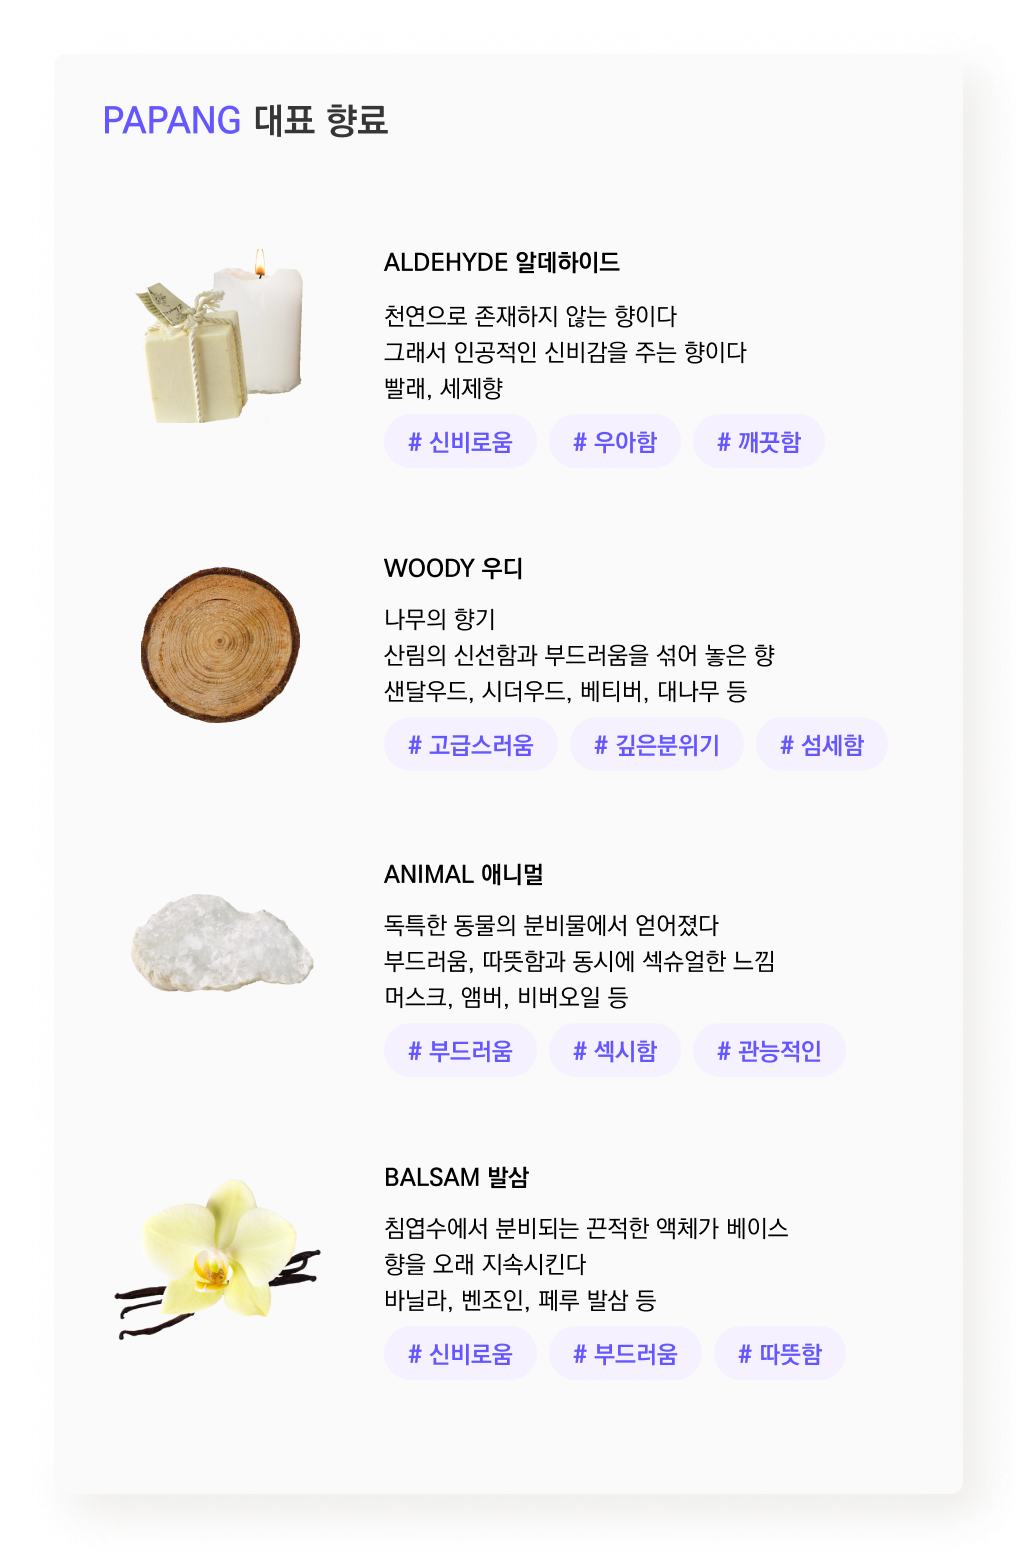 PAPANG 대표 향료
ALDEHYDE 알데하이드
천연으로 존재하지 않는 향이다
그래서 인공적인 신비감을 주는 향이다
빨래, 세제향
# 신비로움 # 우아함 # 깨끗함
WOODY 우디
나무의 향기
산림의 신선함과 부드러움을 섞어 놓은 향
샌달우드, 시더우드, 베티버, 대나무 등
# 고급스러움 # 깊은분위기 # 섬세함
ANIMAL 애니멀
독특한 동물의 분비물에서 얻어졌다
부드러움, 따뜻함과 동시에 섹슈얼한 느낌
머스크, 앰버, 비버오일 등
# 부드러움 # 섹시함 # 관능적인
BALSAM 발삼
침엽수에서 분비되는 끈적한 액체가 베이스
향을 오래 지속시킨다
바닐라, 벤조인, 페루 발삼 등
# 신비로움 # 부드러움 # 따뜻함